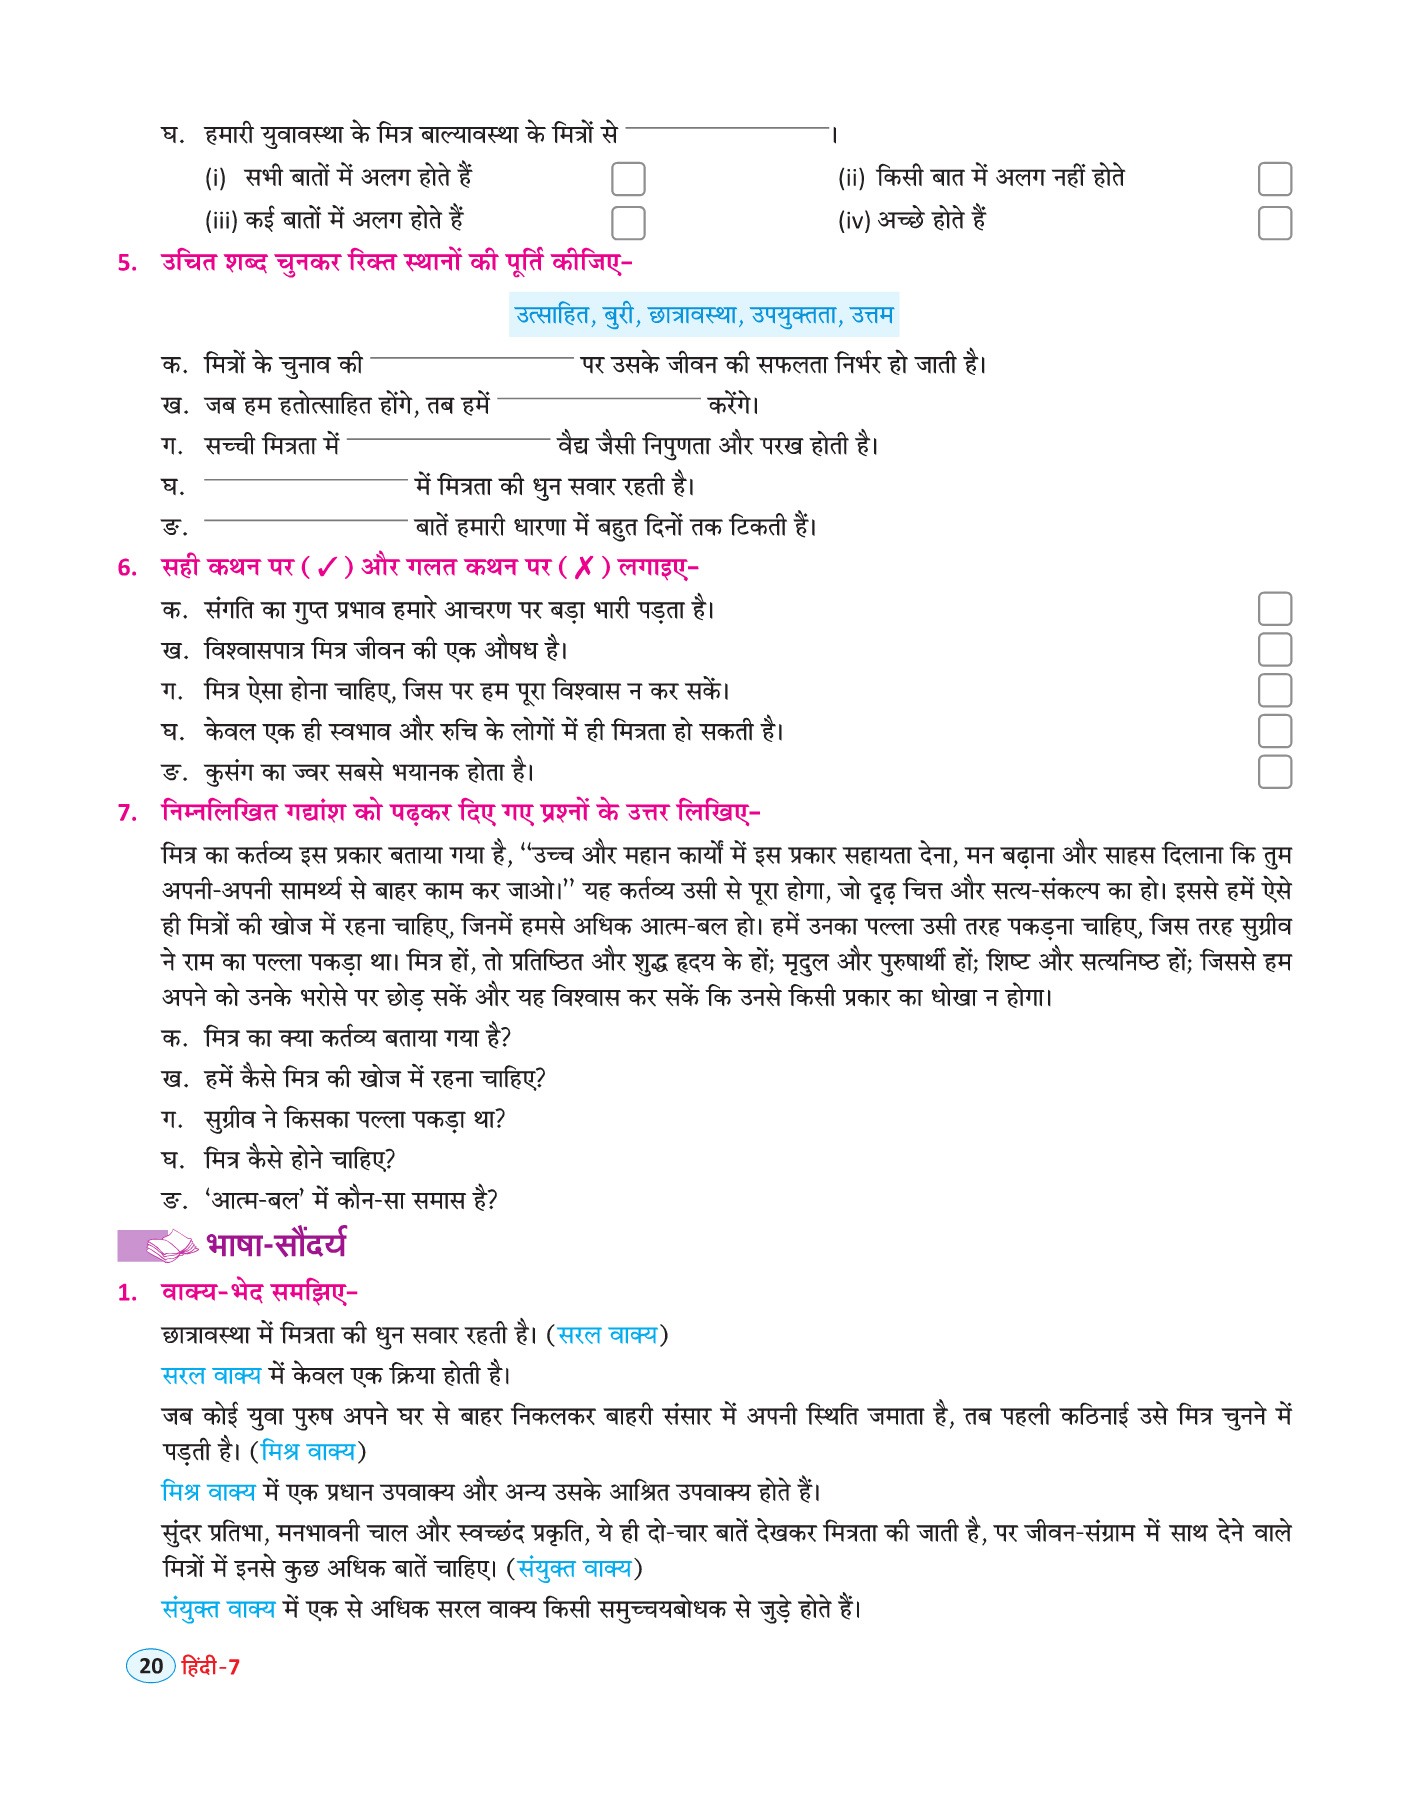 घ. हमारी युवावस्था के मित्र बाल्यावस्था के मित्रों से ____________________।
(i) सभी बातों में अलग होते हैं (ii) किसी बात में अलग नहीं होते
(iii) कई बातों में अलग होते हैं (iv) अच्छे होते हैं
5. उचित शब्द चुनकर रिक्त स्थानों की पूर्ति कीजिए–
उत्साहित, बुरी, छात्रावस्था, उपयुक्तता, उत्तम
क. मित्रों के चुनाव की ____________________ पर उसके जीवन की सफलता निर्भर हो जाती है।
ख. जब हम हतोत्साहित होंगे, तब हमें ____________________ करेंगे।
ग. सच्ची मित्रता में ____________________ वैद्य जैसी निपुणता और परख होती है।
घ. ____________________ में मित्रता की धुन सवार रहती है।
ङ. ____________________ बातें हमारी धारणा में बहुत दिनों तक टिकती हैं।
6. सही कथन पर (✓) और गलत कथन पर (✗) लगाइए–
क. संगति का गुप्त प्रभाव हमारे आचरण पर बड़ा भारी पड़ता है।
ख. विश्वासपात्र मित्र जीवन की एक औषध है।
ग. मित्र ऐसा होना चाहिए, जिस पर हम पूरा विश्वास न कर सकें।
घ. केवल एक ही स्वभाव और रुचि के लोगों में ही मित्रता हो सकती है।
ङ. कुसंग का ज्वर सबसे भयानक होता है।
7. निम्नलिखित गद्यांश को पढ़कर दिए गए प्रश्नों के उत्तर लिखिए–
मित्र का कर्तव्य इस प्रकार बताया गया है, “उच्च और महान कार्यों में इस प्रकार सहायता देना, मन बढ़ाना और साहस दिलाना कि तुम
अपनी-अपनी सामर्थ्य से बाहर काम कर जाओ।” यह कर्तव्य उसी से पूरा होगा, जो दृढ़ चित्त और सत्य-संकल्प का हो। इससे हमें ऐसे
ही मित्रों की खोज में रहना चाहिए, जिनमें हमसे अधिक आत्म-बल हो। हमें उनका पल्ला उसी तरह पकड़ना चाहिए, जिस तरह सुग्रीव
ने राम का पल्ला पकड़ा था। मित्र हों, तो प्रतिष्ठित और शुद्ध हृदय के हों; मृदुल और पुरुषार्थी हों; शिष्ट और सत्यनिष्ठ हों; जिससे हम
अपने को उनके भरोसे पर छोड़ सकें और यह विश्वास कर सकें कि उनसे किसी प्रकार का धोखा न होगा।
क. मित्र का क्या कर्तव्य बताया गया है?
ख. हमें कैसे मित्र की खोज में रहना चाहिए?
ग. सुग्रीव ने किसका पल्ला पकड़ा था?
घ. मित्र कैसे होने चाहिए?
ङ. ‘आत्म-बल’ में कौन-सा समास है?
भाषा-सौंदर्य
1. वाक्य-भेद समझिए–
छात्रावस्था में मित्रता की धुन सवार रहती है। (सरल वाक्य)
सरल वाक्य में केवल एक क्रिया होती है।
जब कोई युवा पुरुष अपने घर से बाहर निकलकर बाहरी संसार में अपनी स्थिति जमाता है, तब पहली कठिनाई उसे मित्र चुनने में
पड़ती है। (मिश्र वाक्य)
मिश्र वाक्य में एक प्रधान उपवाक्य और अन्य उसके आश्रित उपवाक्य होते हैं।
सुंदर प्रतिभा, मनभावनी चाल और स्वच्छंद प्रकृति, ये ही दो-चार बातें देखकर मित्रता की जाती है, पर जीवन-संग्राम में साथ देने वाले
मित्रों में इनसे कुछ अधिक बातें चाहिए। (संयुक्त वाक्य)
संयुक्त वाक्य में एक से अधिक सरल वाक्य किसी समुच्चयबोधक से जुड़े होते हैं।
20 हिंदी-7